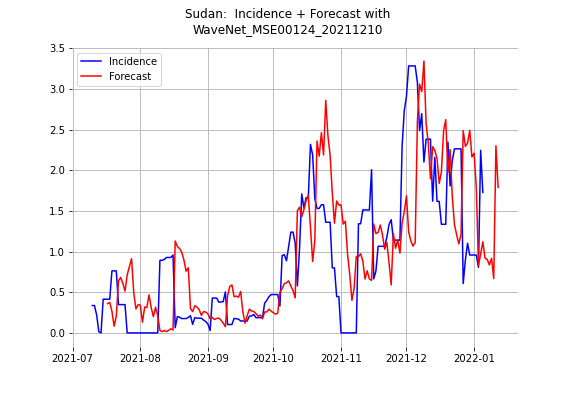 Sudan:  Incidence + Forecast with
WaveNet_MSE00124_20211210
3.5
3.0
2.5
2.0
1.5
1.0
0.5
0.0
Incidence
Forecast
2021-07 2021-08 2021-09 2021-10 2021-11 2021-12 2022-01